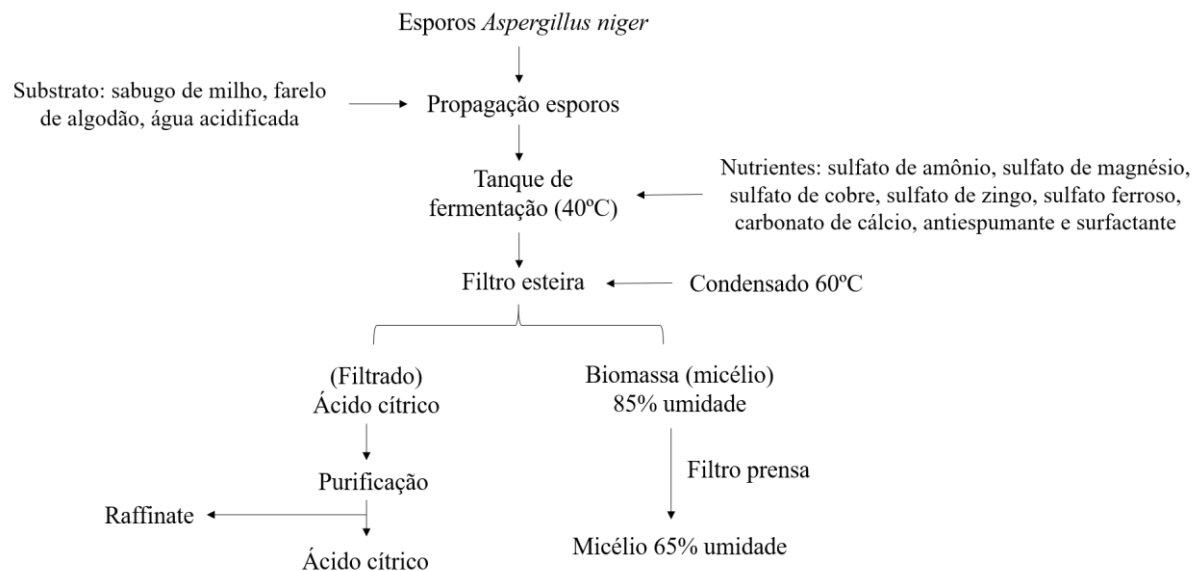 Esporos Aspergillus niger
Substrato: sabugo de milho, farelo
de algodão, água acidificada
Propagação esporos
Tanque de
fermentação (40ºC)
Nutrientes: sulfato de amônio, sulfato de magnésio,
sulfato de cobre, sulfato de zingo, sulfato ferroso,
carbonato de cálcio, antiespumante e surfactante
Filtro esteira
Condensado 60ºC
(Filtrado)
Ácido cítrico
Biomassa (micélio)
85% umidade
Filtro prensa
Purificação
Raffinate
Ácido cítrico
Micélio 65% umidade